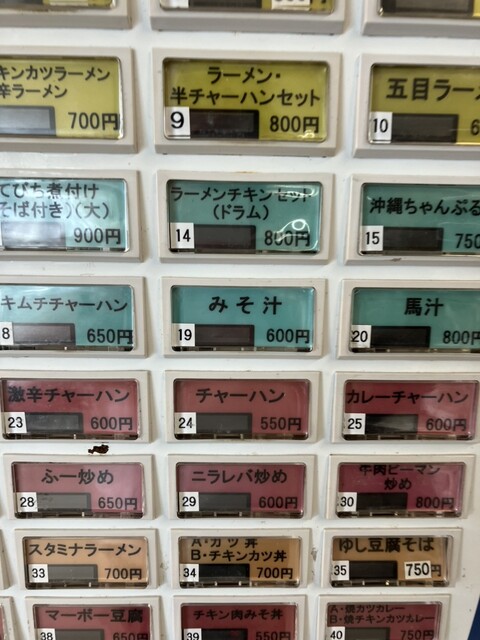 キンカツラーメン
辛ラーメン
700円
ラーメン・
半チャーハンセット
9
800円
五目ラー
10
てびち煮付け
そば付き)(大)
900円
ラーメンチキンセット
(ドラム)
14
800円
沖縄ちゃんぷる
15
750
キムチチャーハン
8
650円
みそ汁
19
600円
馬汁
20
800円
激辛チャーハン
23
600円
チャーハン
24
550円
カレーチャーハン
25
600円
ふー炒め
28
650円
ニラレバ炒め
29
600円
牛肉ピーマン
炒め
30
800円
スタミナラーメン
33
700円
A・カツ丼
B・チキンカツ丼
34
700円
ゆし豆腐そば
35
750円
マーボー豆腐
38
650円
チキン肉みそ丼
39
550円
A・焼カツカレー
B・焼チキンカツカレー
40